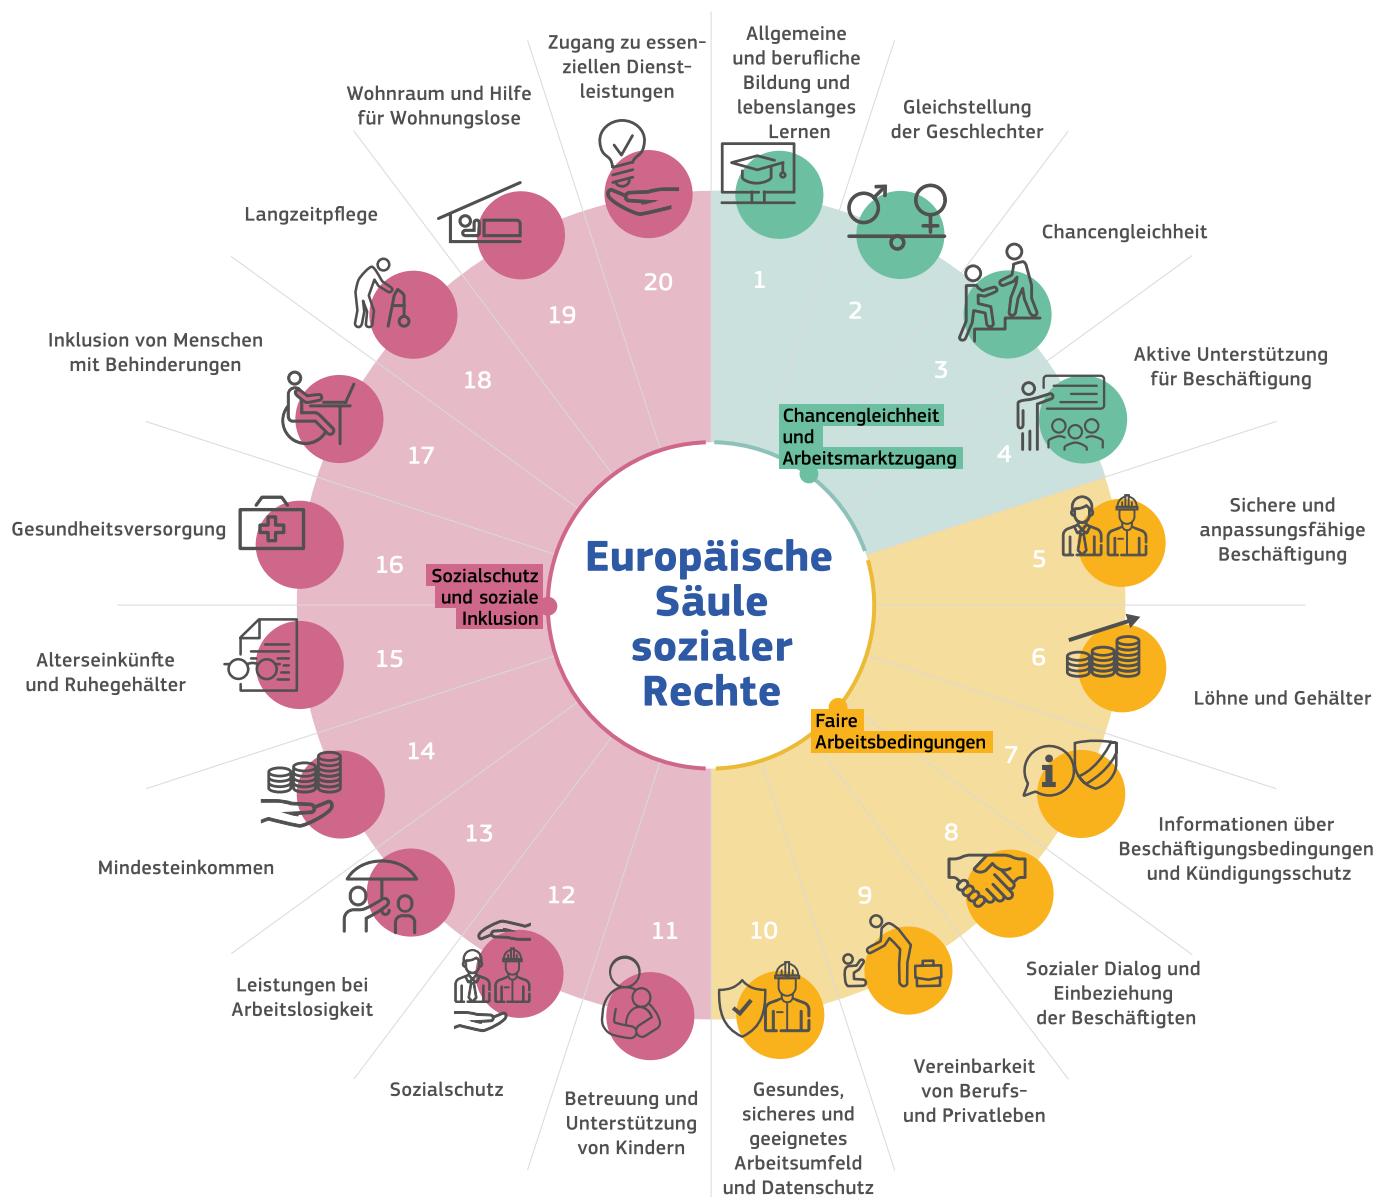 Europäische
Säule
sozialer
Rechte
Chancengleichheit
und
Arbeitsmarktzugang
1
Allgemeine
und berufliche
Bildung und
lebenslanges
Lernen
2
Gleichstellung
der Geschlechter
3
Chancengleichheit
4
Aktive Unterstützung
für Beschäftigung
Faire
Arbeitsbedingungen
5
Sichere und
anpassungsfähige
Beschäftigung
6
Löhne und Gehälter
7
Informationen über
Beschäftigungsbedingungen
und Kündigungsschutz
8
Sozialer Dialog und
Einbeziehung
der Beschäftigten
9
Vereinbarkeit
von Berufs-
und Privatleben
10
Gesundes,
sicheres und
geeignetes
Arbeitsumfeld
und Datenschutz
Sozialschutz
und soziale
Inklusion
11
Betreuung und
Unterstützung
von Kindern
12
Sozialschutz
13
Leistungen bei
Arbeitslosigkeit
14
Mindesteinkommen
15
Alterseinkünfte
und Ruhegehälter
16
Gesundheitsversorgung
17
Inklusion von Menschen
mit Behinderungen
18
Langzeitpflege
19
Wohnraum und Hilfe
für Wohnungslose
20
Zugang zu essen-
ziellen Dienst-
leistungen